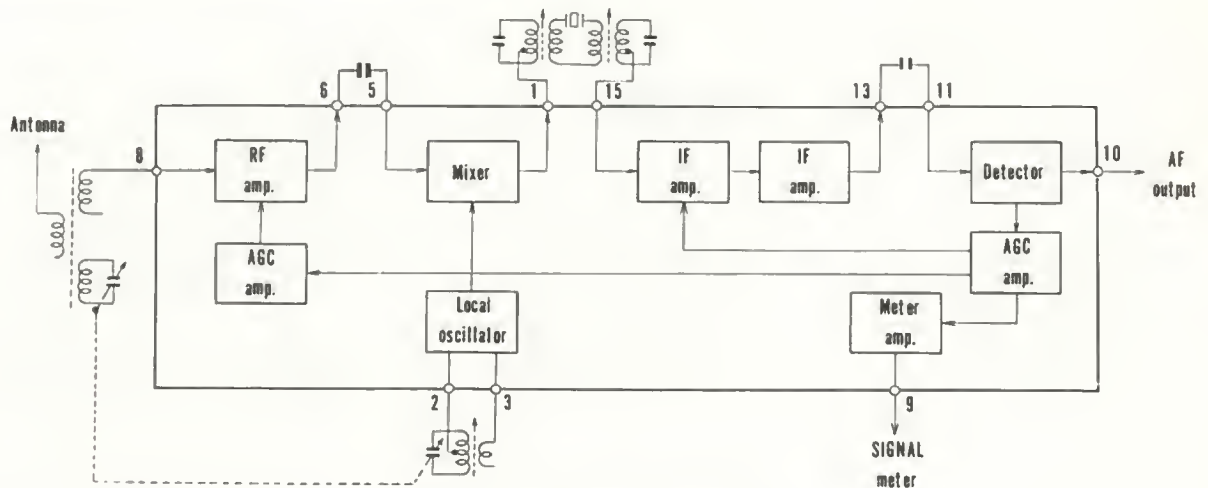 6
5
1
15
13
11
Antenna
8
RF
amp.
Mixer
IF
amp.
IF
amp.
Detector
10
AF
output
AGC
amp.
AGC
amp.
Local
oscillator
Meter
amp.
2
3
9
SIGNAL
meter